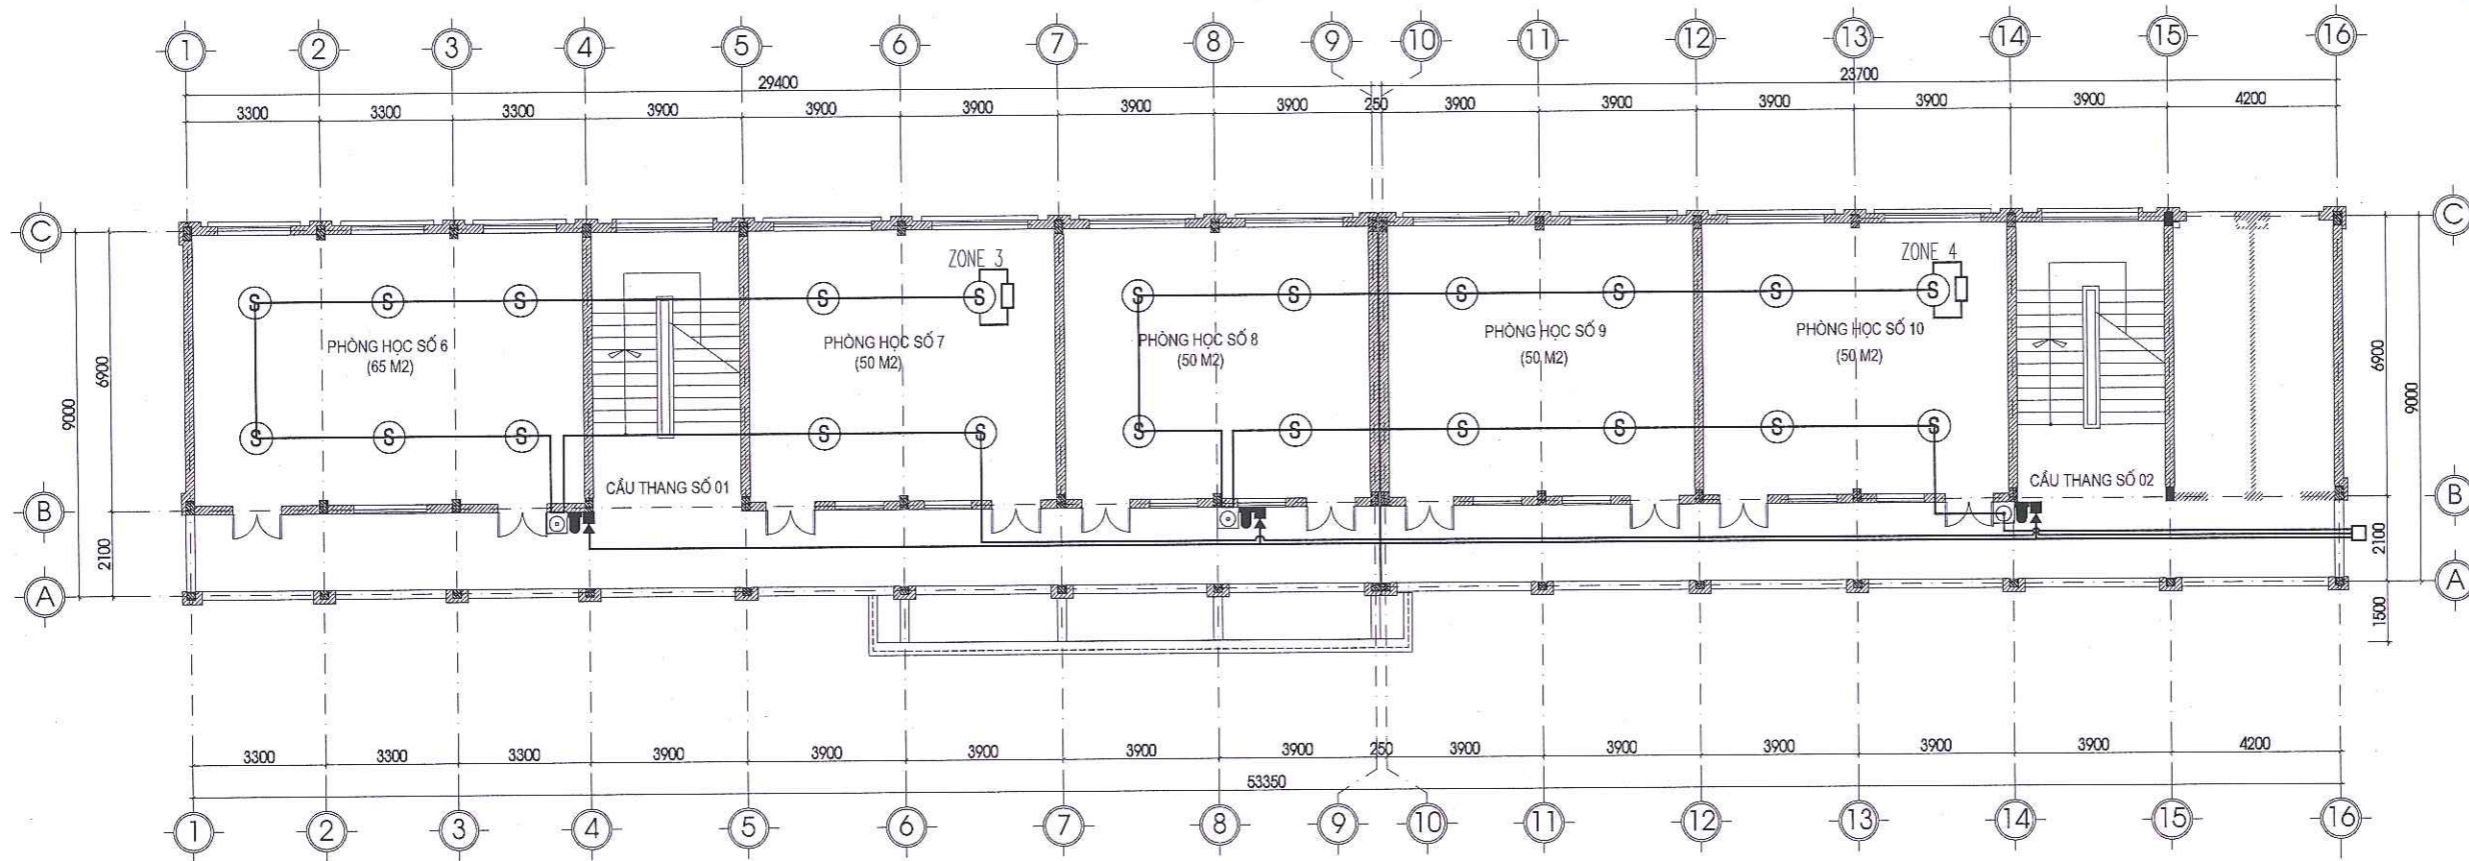 1 2 3 4 5 6 7 8 9 10 11 12 13 14 15 16
29400 23700
3300 3300 3300 3900 3900 3900 3900 3900 250 3900 3900 3900 3900 3900 4200
C C
ZONE 3 ZONE 4
S S S S S S S S S S S
PHÒNG HỌC SỐ 6 PHÒNG HỌC SỐ 7 PHÒNG HỌC SỐ 8 PHÒNG HỌC SỐ 9 PHÒNG HỌC SỐ 10
(65 M2) (50 M2) (50 M2) (50 M2) (50 M2)
9000 6900 6900 9000
S S S S S S S S S S S
CẦU THANG SỐ 01 CẦU THANG SỐ 02
B B
2100 2100
A A
1500
3300 3300 3300 3900 3900 3900 3900 3900 250 3900 3900 3900 3900 3900 4200
53350
1 2 3 4 5 6 7 8 9 10 11 12 13 14 15 16